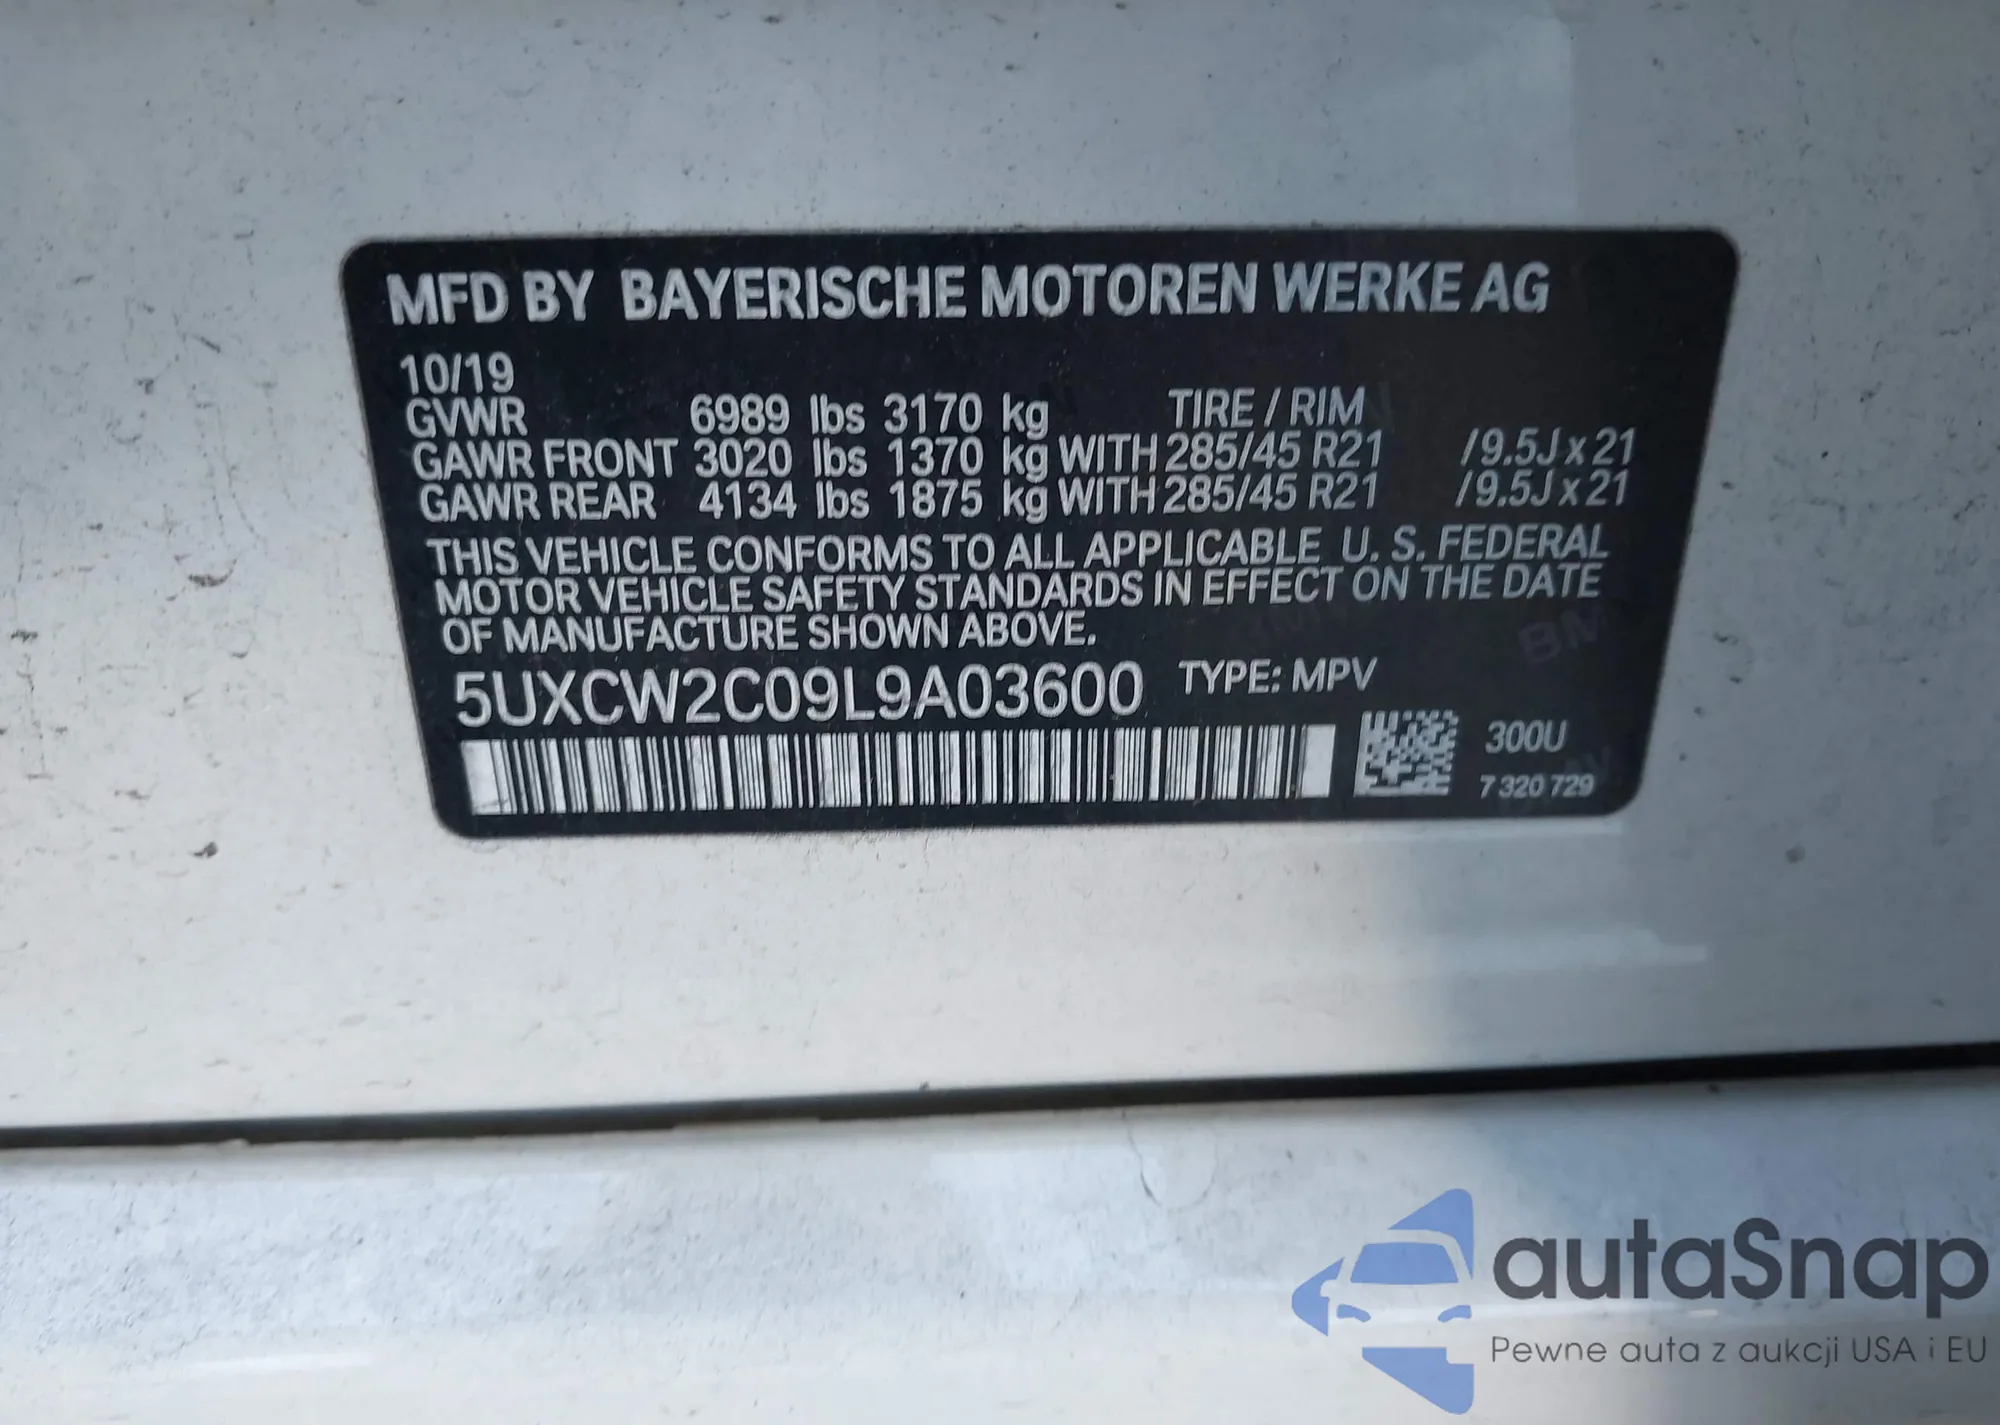 MFD BY BAYERISCHE MOTOREN WERKE AG
10/19
GVWR 6989 lbs 3170 kg TIRE / RIM
GAWR FRONT 3020 lbs 1370 kg WITH 285/45 R21 /9.5J x 21
GAWR REAR 4134 lbs 1875 kg WITH 285/45 R21 /9.5J x 21
THIS VEHICLE CONFORMS TO ALL APPLICABLE U. S. FEDERAL
MOTOR VEHICLE SAFETY STANDARDS IN EFFECT ON THE DATE
OF MANUFACTURE SHOWN ABOVE.
5UXCW2C09L9A03600 TYPE: MPV
300U
7 320 729
autaSnap
Pewne auta z aukcji USA i EU